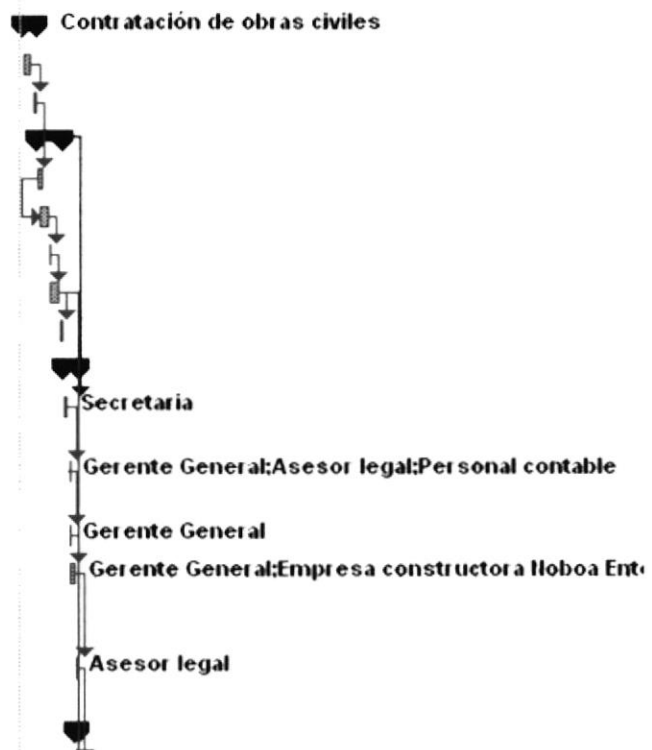 Contratación de obras civiles
Secretaria
Gerente General;Asesor legal;Personal contable
Gerente General
Gerente General;Empresa constructora Noboa Ent
Asesor legal